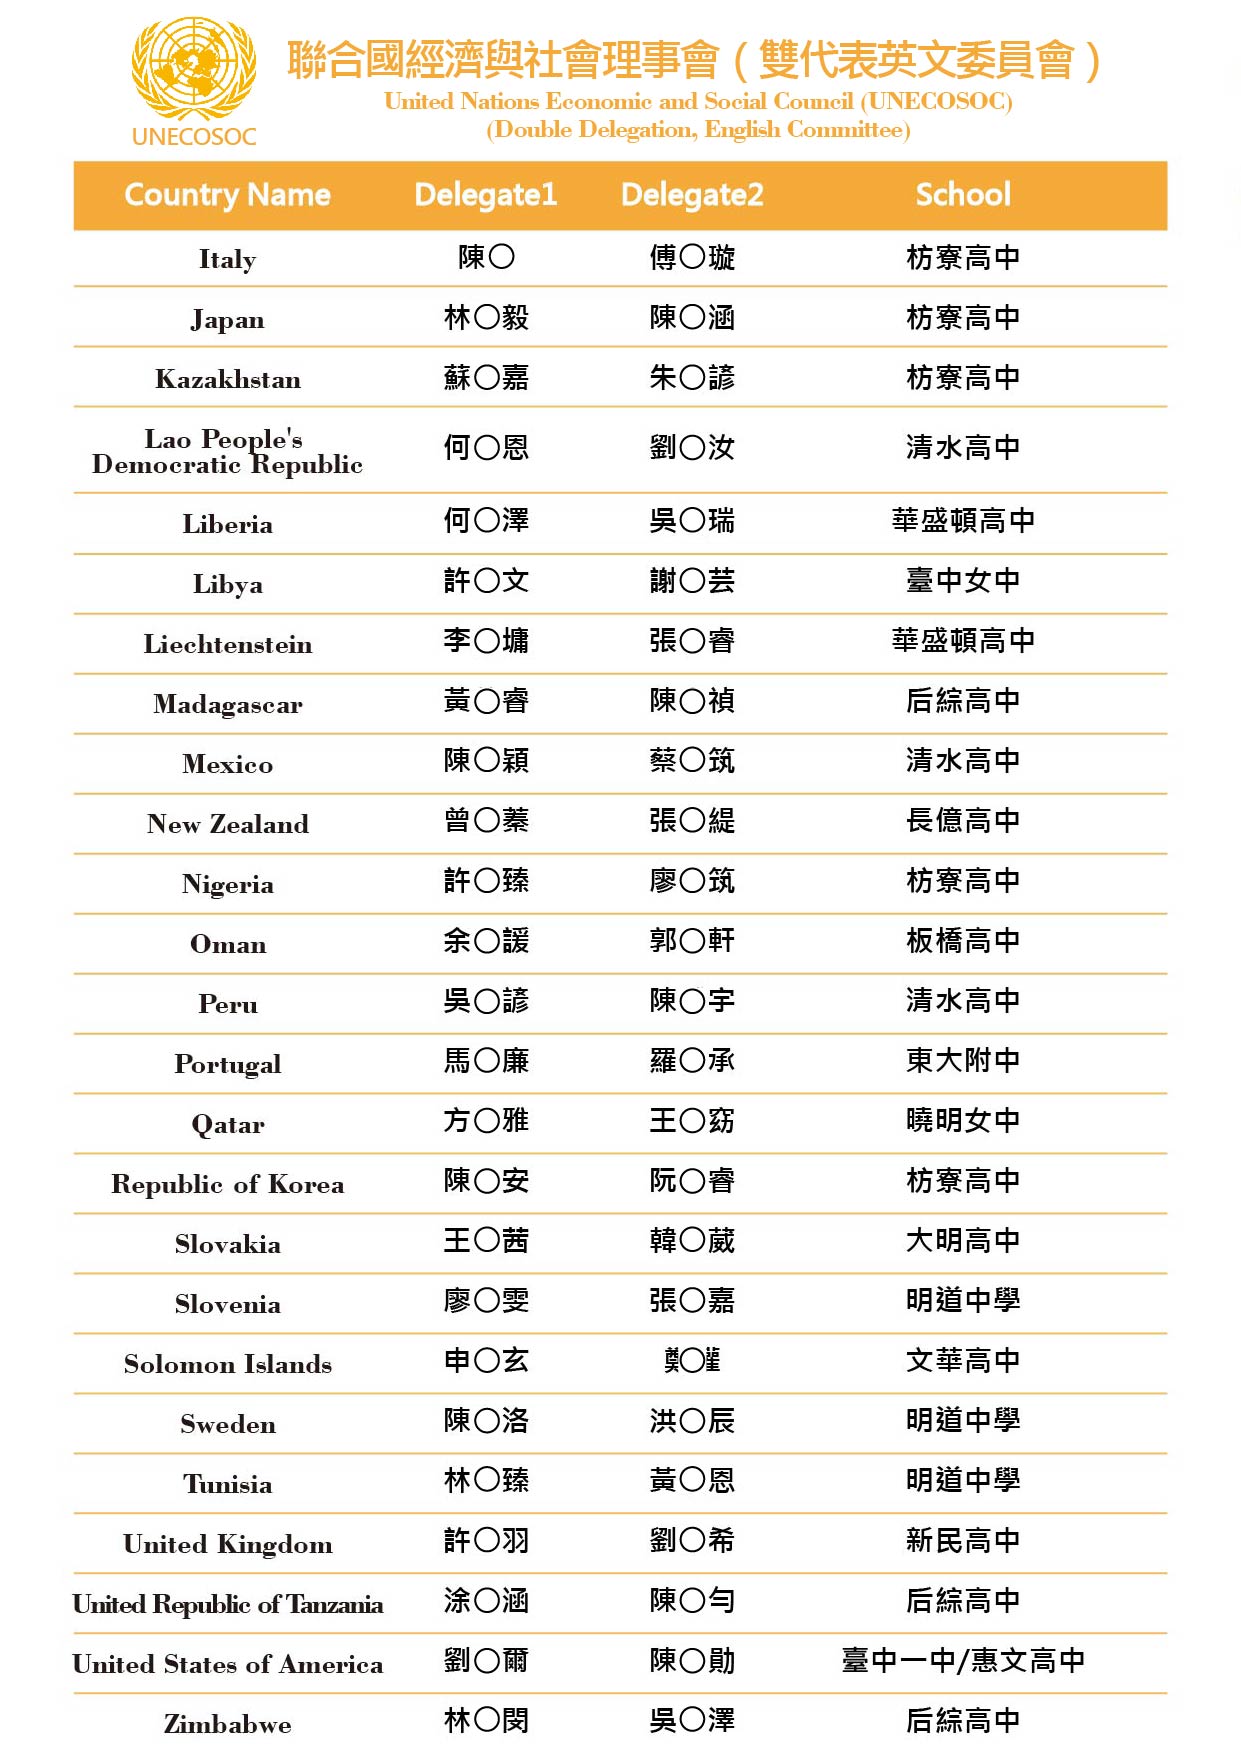 UNECOSOC
聯合國經濟與社會理事會（雙代表英文委員會）
United Nations Economic and Social Council (UNECOSOC)
(Double Delegation, English Committee)
Country Name Delegate1 Delegate2 School
Italy 陳〇 傅〇璇 枋寮高中
Japan 林〇毅 陳〇涵 枋寮高中
Kazakhstan 蘇〇嘉 朱〇諺 枋寮高中
Lao People's
Democratic Republic 何〇恩 劉〇汝 清水高中
Liberia 何〇澤 吳〇瑞 華盛頓高中
Libya 許〇文 謝〇芸 臺中女中
Liechtenstein 李〇墉 張〇睿 華盛頓高中
Madagascar 黃〇睿 陳〇禎 后綜高中
Mexico 陳〇穎 蔡〇筑 清水高中
New Zealand 曾〇蓁 張〇緹 長億高中
Nigeria 許〇臻 廖〇筑 枋寮高中
Oman 余〇諼 郭〇軒 板橋高中
Peru 吳〇諺 陳〇宇 清水高中
Portugal 馬〇廉 羅〇承 東大附中
Qatar 方〇雅 王〇窈 曉明女中
Republic of Korea 陳〇安 阮〇睿 枋寮高中
Slovakia 王〇茜 韓〇葳 大明高中
Slovenia 廖〇雯 張〇嘉 明道中學
Solomon Islands 申〇玄 鄭〇 文華高中
Sweden 陳〇洛 洪〇辰 明道中學
Tunisia 林〇臻 黃〇恩 明道中學
United Kingdom 許〇羽 劉〇希 新民高中
United Republic of Tanzania 涂〇涵 陳〇勻 后綜高中
United States of America 劉〇爾 陳〇勛 臺中一中/惠文高中
Zimbabwe 林〇閔 吳〇澤 后綜高中